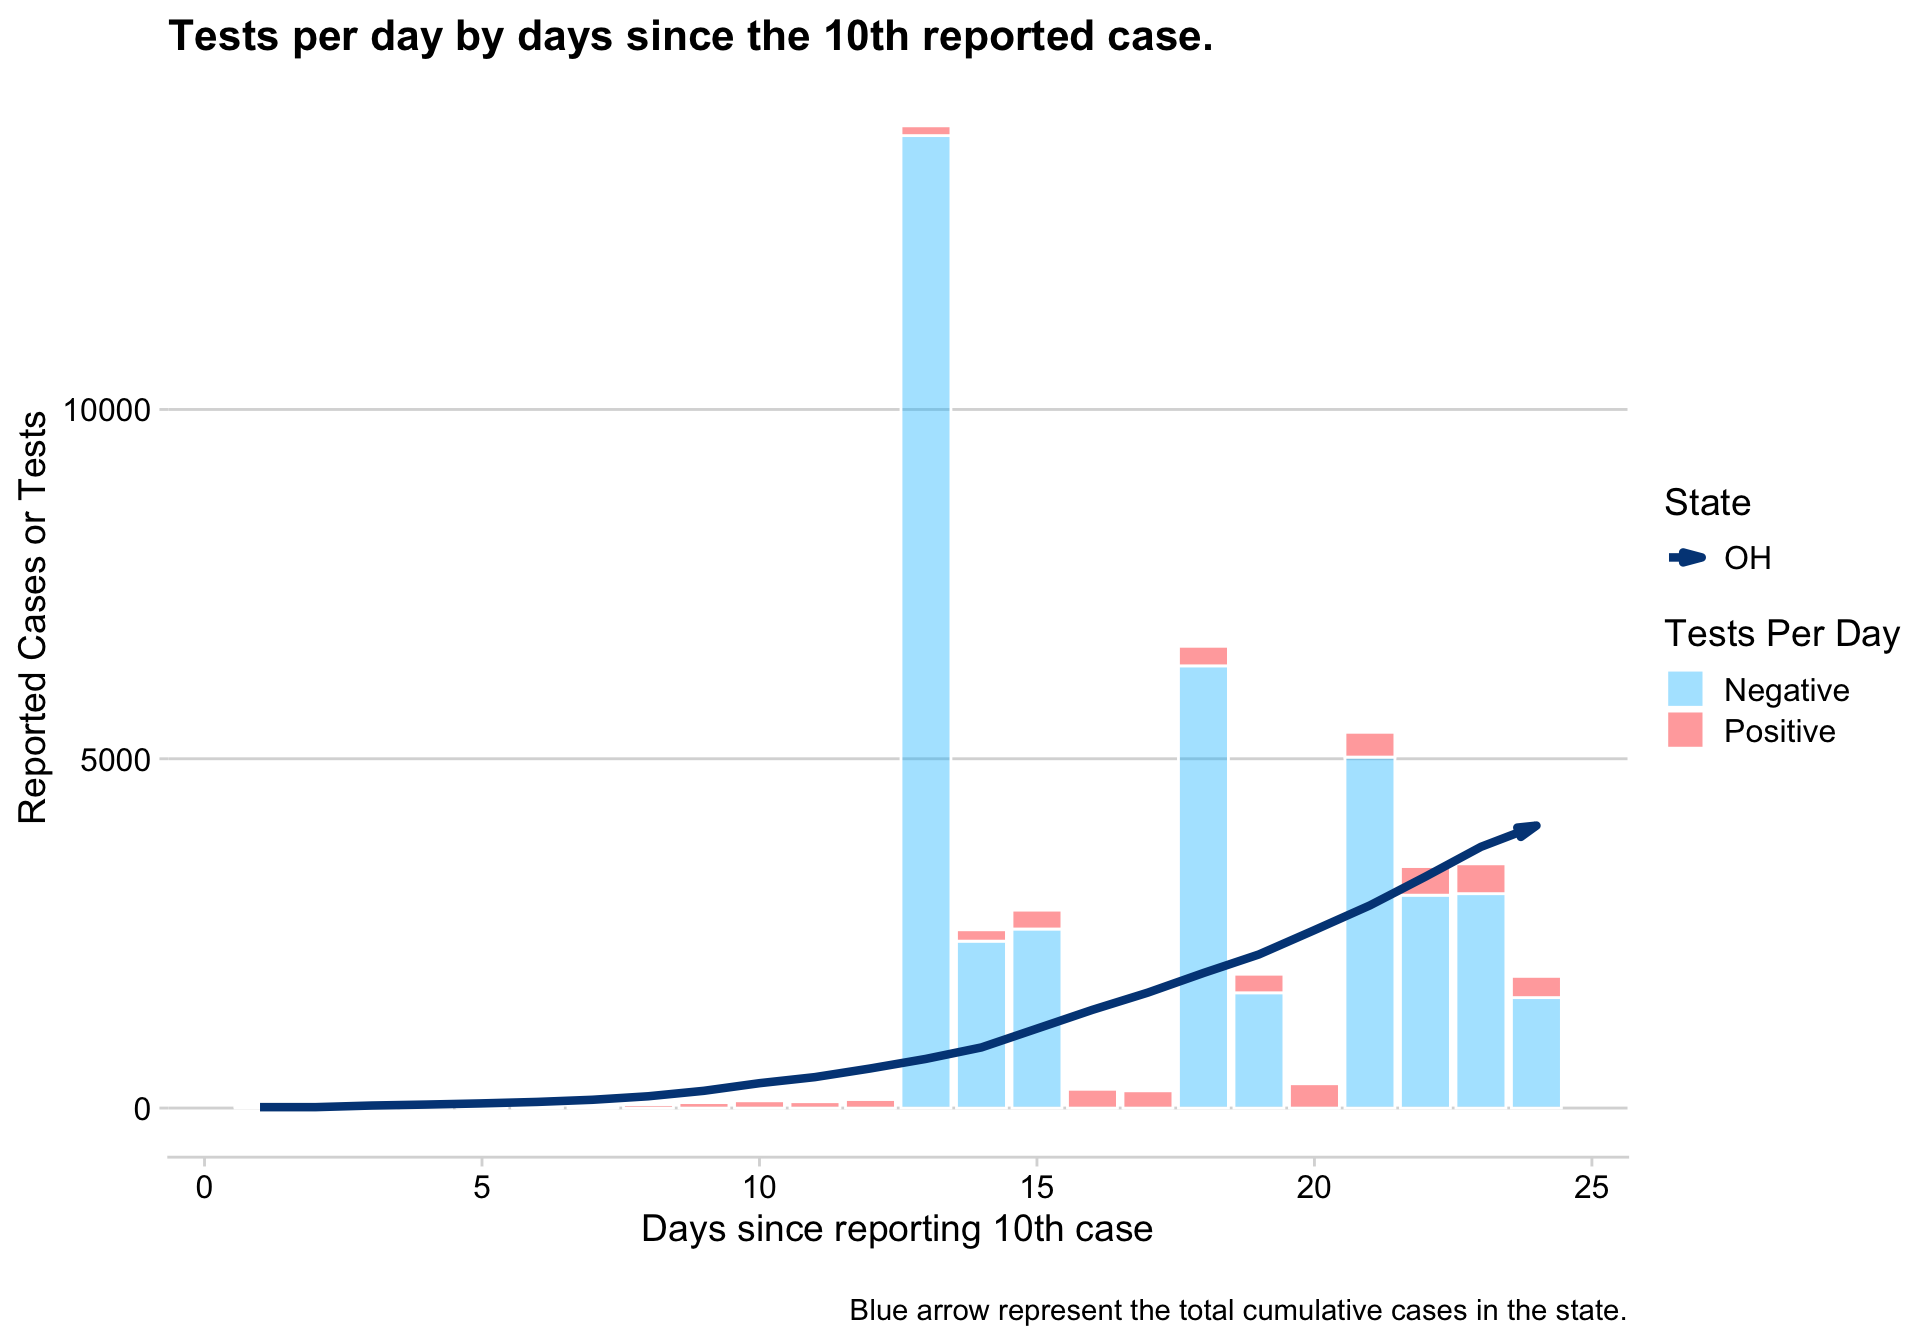 Tests per day by days since the 10th reported case.
Reported Cases or Tests
10000
5000
0
0 5 10 15 20 25
Days since reporting 10th case
State
OH
Tests Per Day
Negative
Positive
Blue arrow represent the total cumulative cases in the state.